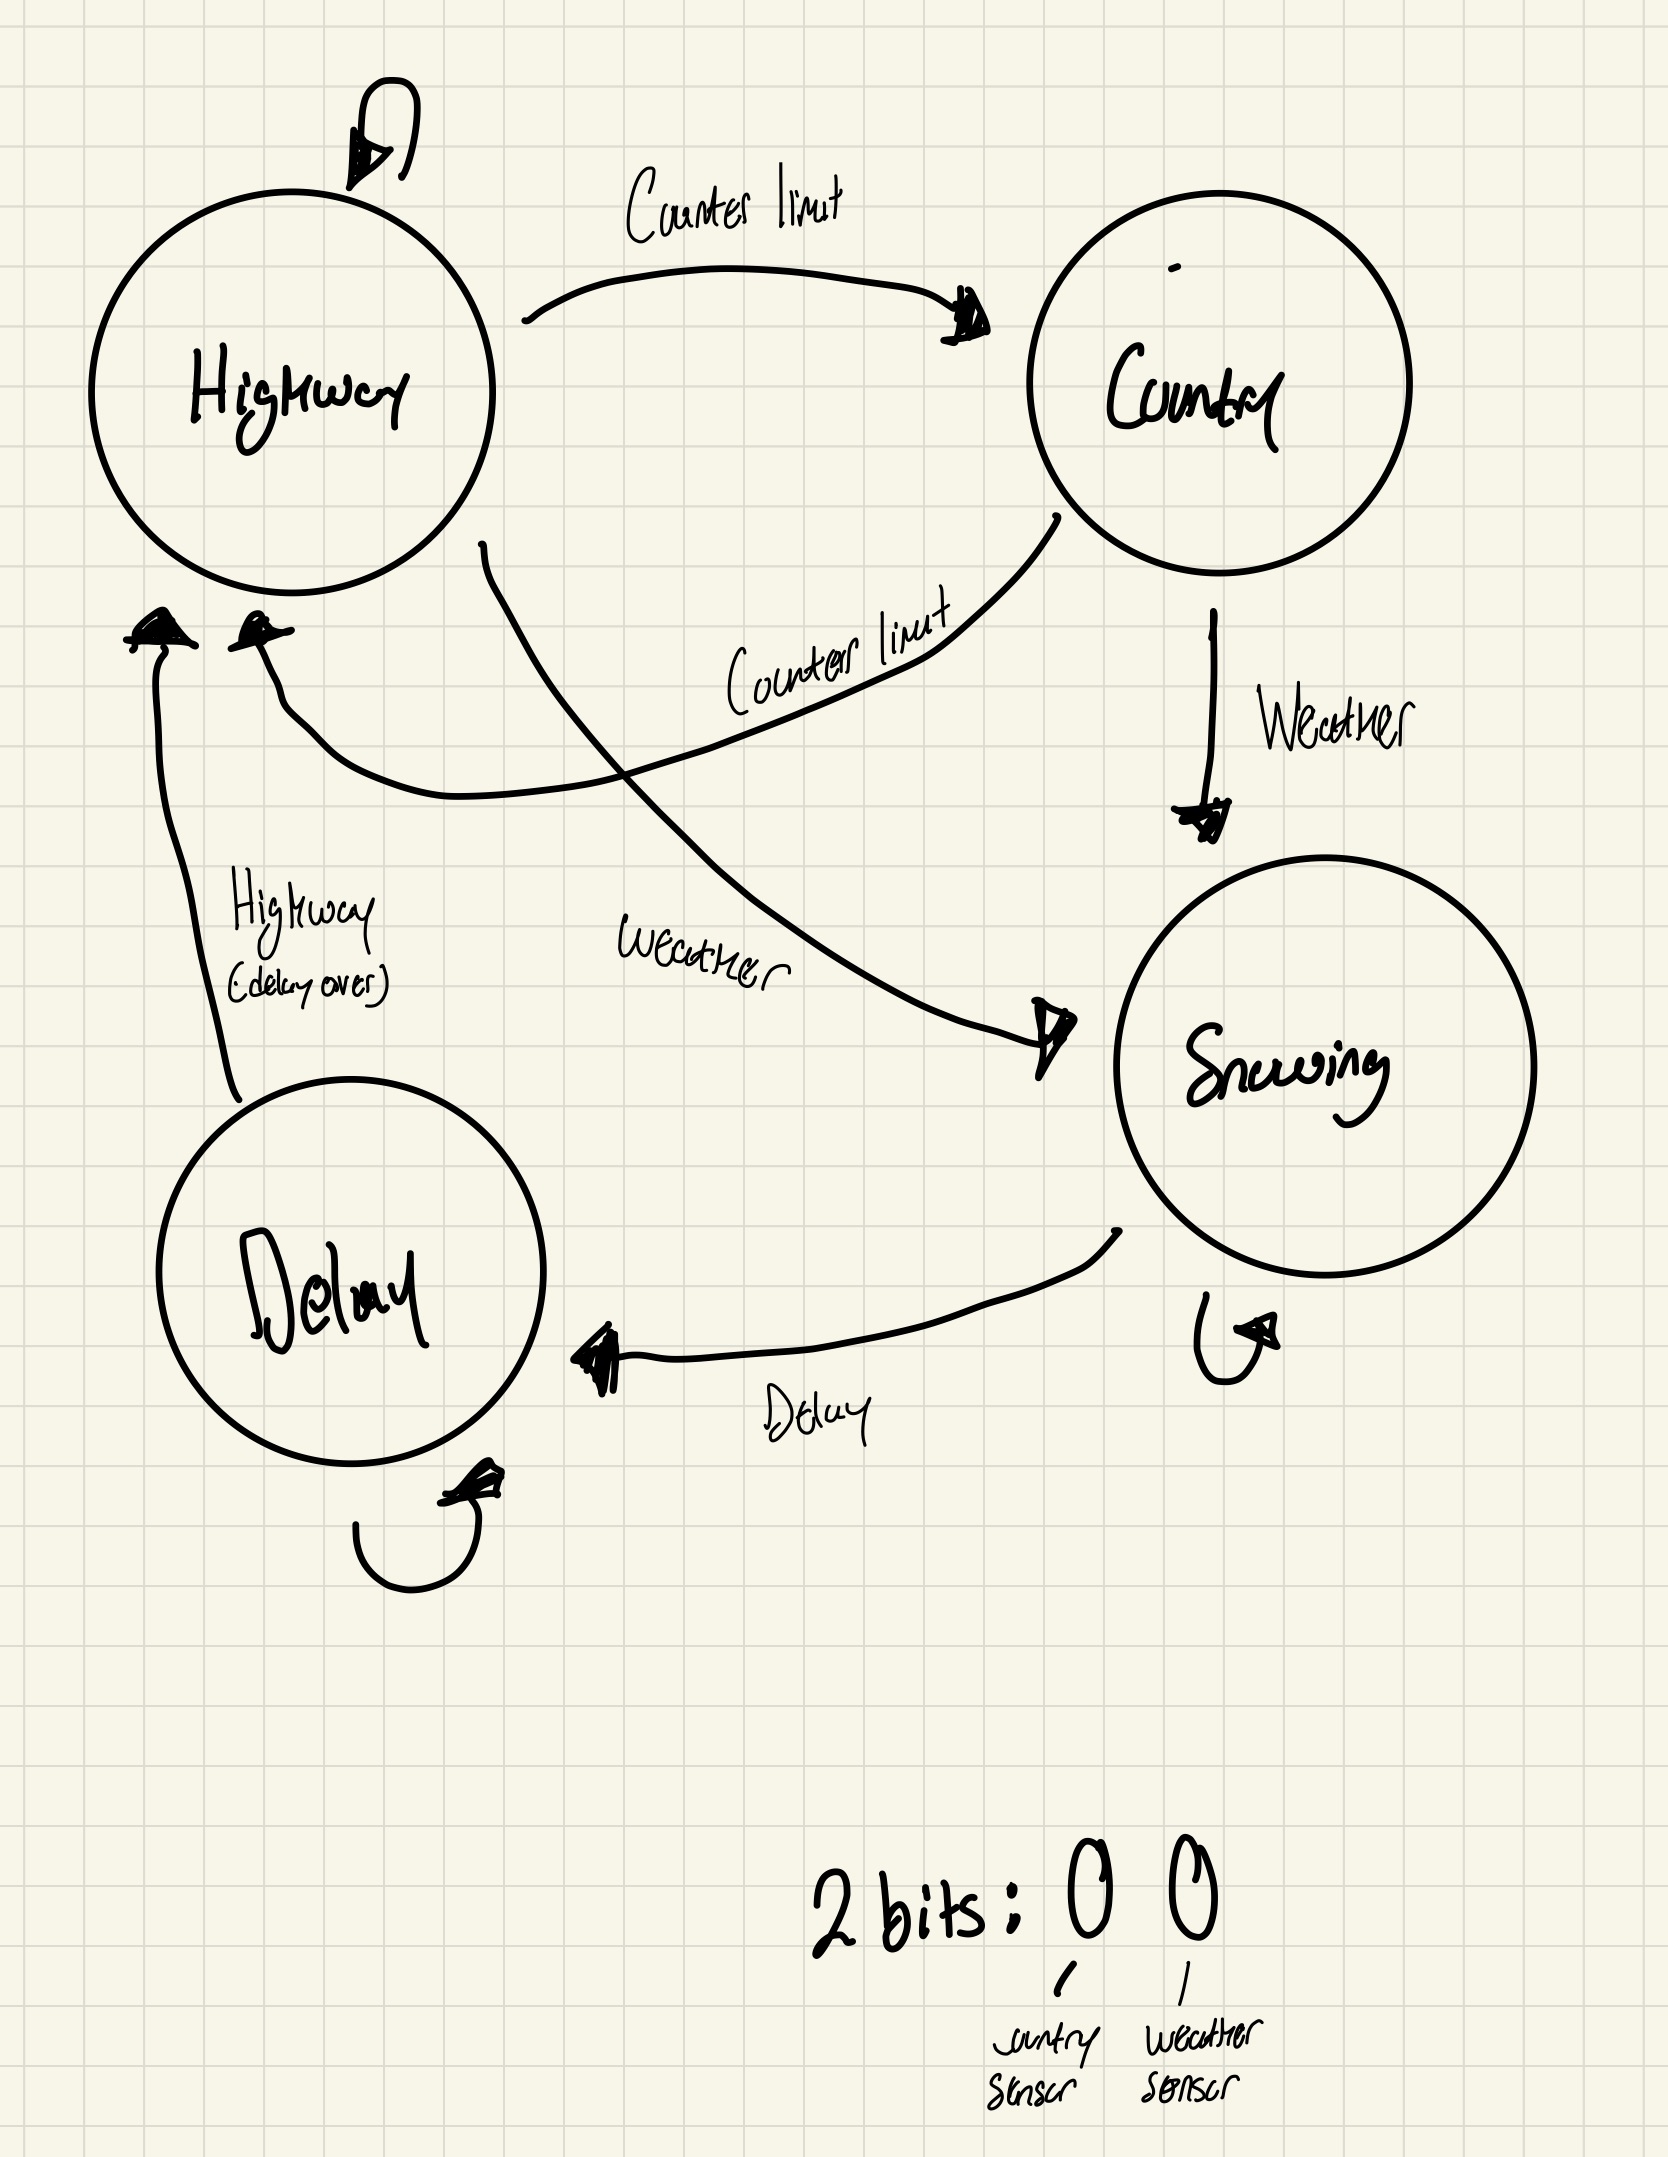 Counter limit
Highway
Country
Counter limit
Weather
Highway
(delay over)
Weather
Snowing
Delay
Delay
2 bits: 0 0
country weather
sensor sensor